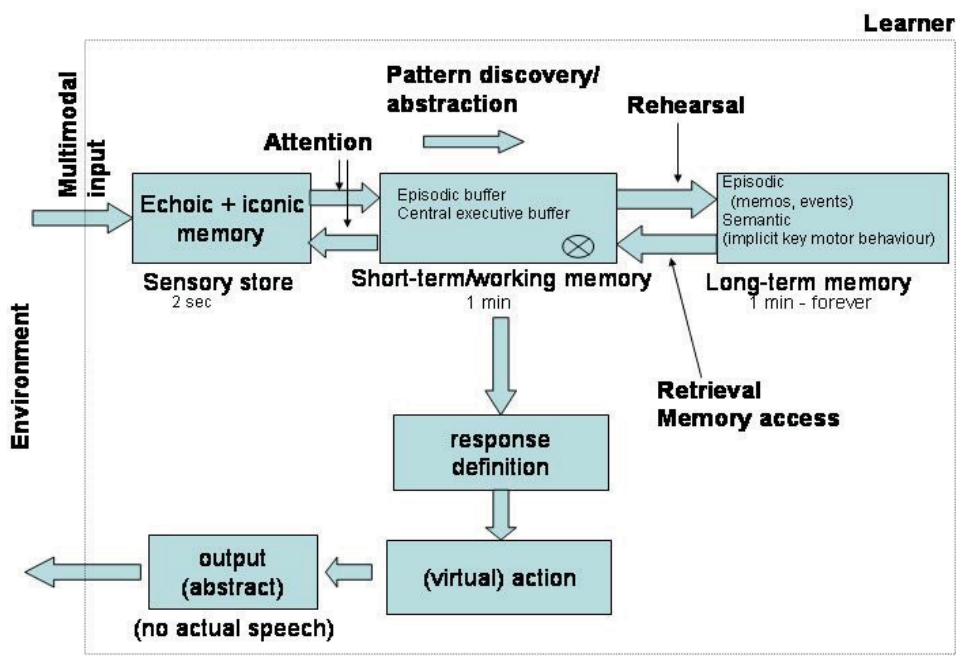 Learner
Pattern discovery/
abstraction
Rehearsal
Attention
Multimodal
input
Echoic + iconic
memory
Episodic buffer
Central executive buffer
Episodic
(memos, events)
Semantic
(implicit key motor behaviour)
Sensory store
2 sec
Short-term/working memory
1 min
Long-term memory
1 min - forever
Environment
Retrieval
Memory access
response
definition
output
(abstract)
(virtual) action
(no actual speech)